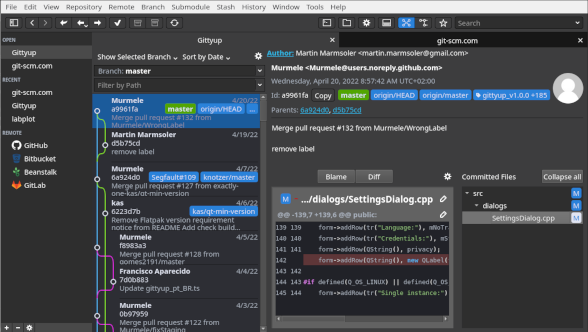 File Edit View Repository Remote Branch Submodule Stash History Window Tools Help
Search
OPEN
Gittyup
git-scm.com
RECENT
git-scm.com
Gittyup
labplot
REMOTE
GitHub
Bitbucket
Beanstalk
GitLab
Gittyup
git-scm.com
Show Selected Branch
Sort by Date
Branch: master
Filter by Path
Murmele 4/20/22
a9961fa master origin/HEAD ...
Merge pull request #132 from
Murmele/WrongLabel
Martin Marmsoler 4/19/22
d5b75cd
remove label
Murmele 4/7/22
6a924d0 Segfault#109 knotzer/master
Merge pull request #127 from exactly-
one-kas/qt-min-version
kas 4/6/22
6223d7b kas/qt-min-version
Remove Flatpak version requirement
notice from README Add check build...
Murmele 4/5/22
f8983a3
Merge pull request #128 from
gomes2191/master
Francisco Aparecido 4/4/22
7d0b883
Update gittyup_pt_BR.ts
Murmele 4/3/22
0b97959
Merge pull request #122 from
Murmele/fixStaging
Author: Martin Marmsoler <martin.marmsoler@gmail.com>
Murmele <Murmele@users.noreply.github.com>
Wednesday, April 20, 2022 8:57:42 AM UTC+02:00
Id: a9961fa Copy master origin/HEAD origin/master gittyup_v1.0.0 +185
Parents: 6a924d0, d5b75cd
Merge pull request #132 from Murmele/WrongLabel
remove label
Blame Diff
Committed Files Collapse all
M .../dialogs/SettingsDialog.cpp
@@ -139,7 +139,6 @@ public:
139 139 form->addRow(tr("Language:"), mNoTra
140 140 form->addRow(tr("Credentials:"), mS
141 141 form->addRow(QString(), privacy);
142 form->addRow(QString(), new QLabel(
143 142
144 143 #if defined(Q_OS_LINUX) || defined(Q_OS
145 144 form->addRow(tr("Single instance:")
src M
dialogs M
SettingsDialog.cpp M